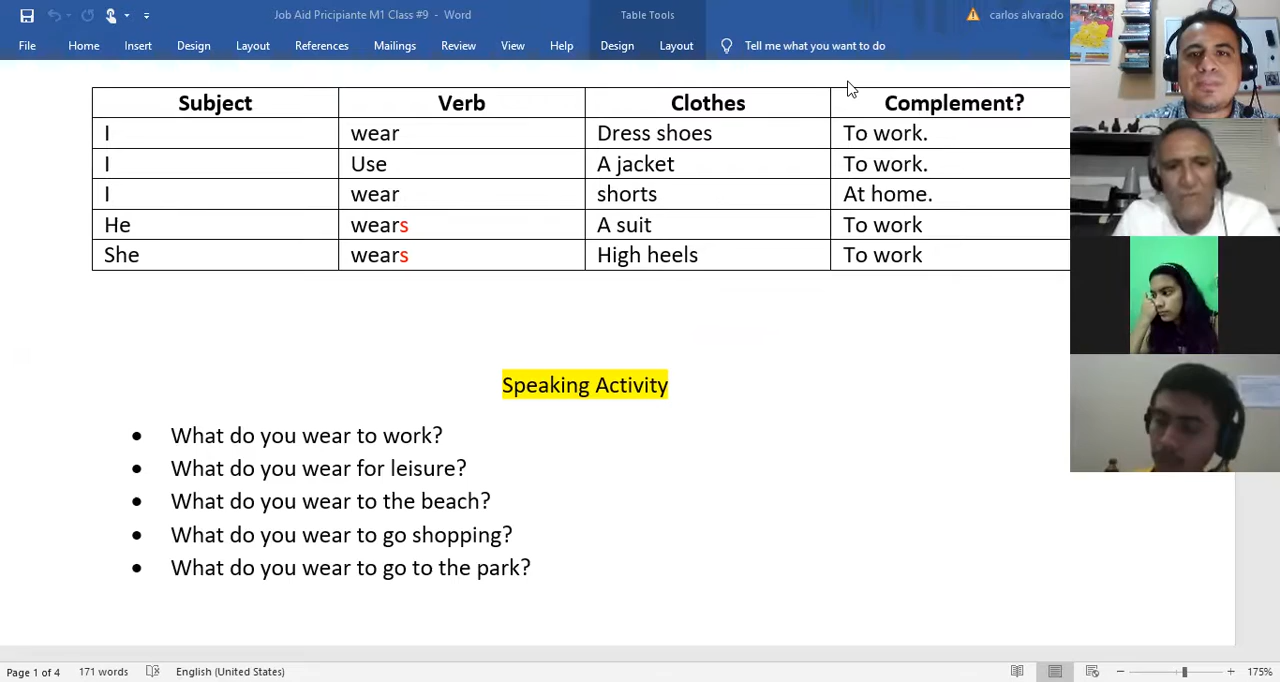 Job Aid Pricipiante M1 Class #9 - Word
Table Tools
carlos alvarado
File Home Insert Design Layout References Mailings Review View Help Design Layout Tell me what you want to do
Subject Verb Clothes Complement?
I wear Dress shoes To work.
I Use A jacket To work.
I wear shorts At home.
He wears A suit To work
She wears High heels To work
Speaking Activity
• What do you wear to work?
• What do you wear for leisure?
• What do you wear to the beach?
• What do you wear to go shopping?
• What do you wear to go to the park?
Page 1 of 4 171 words English (United States) 175%